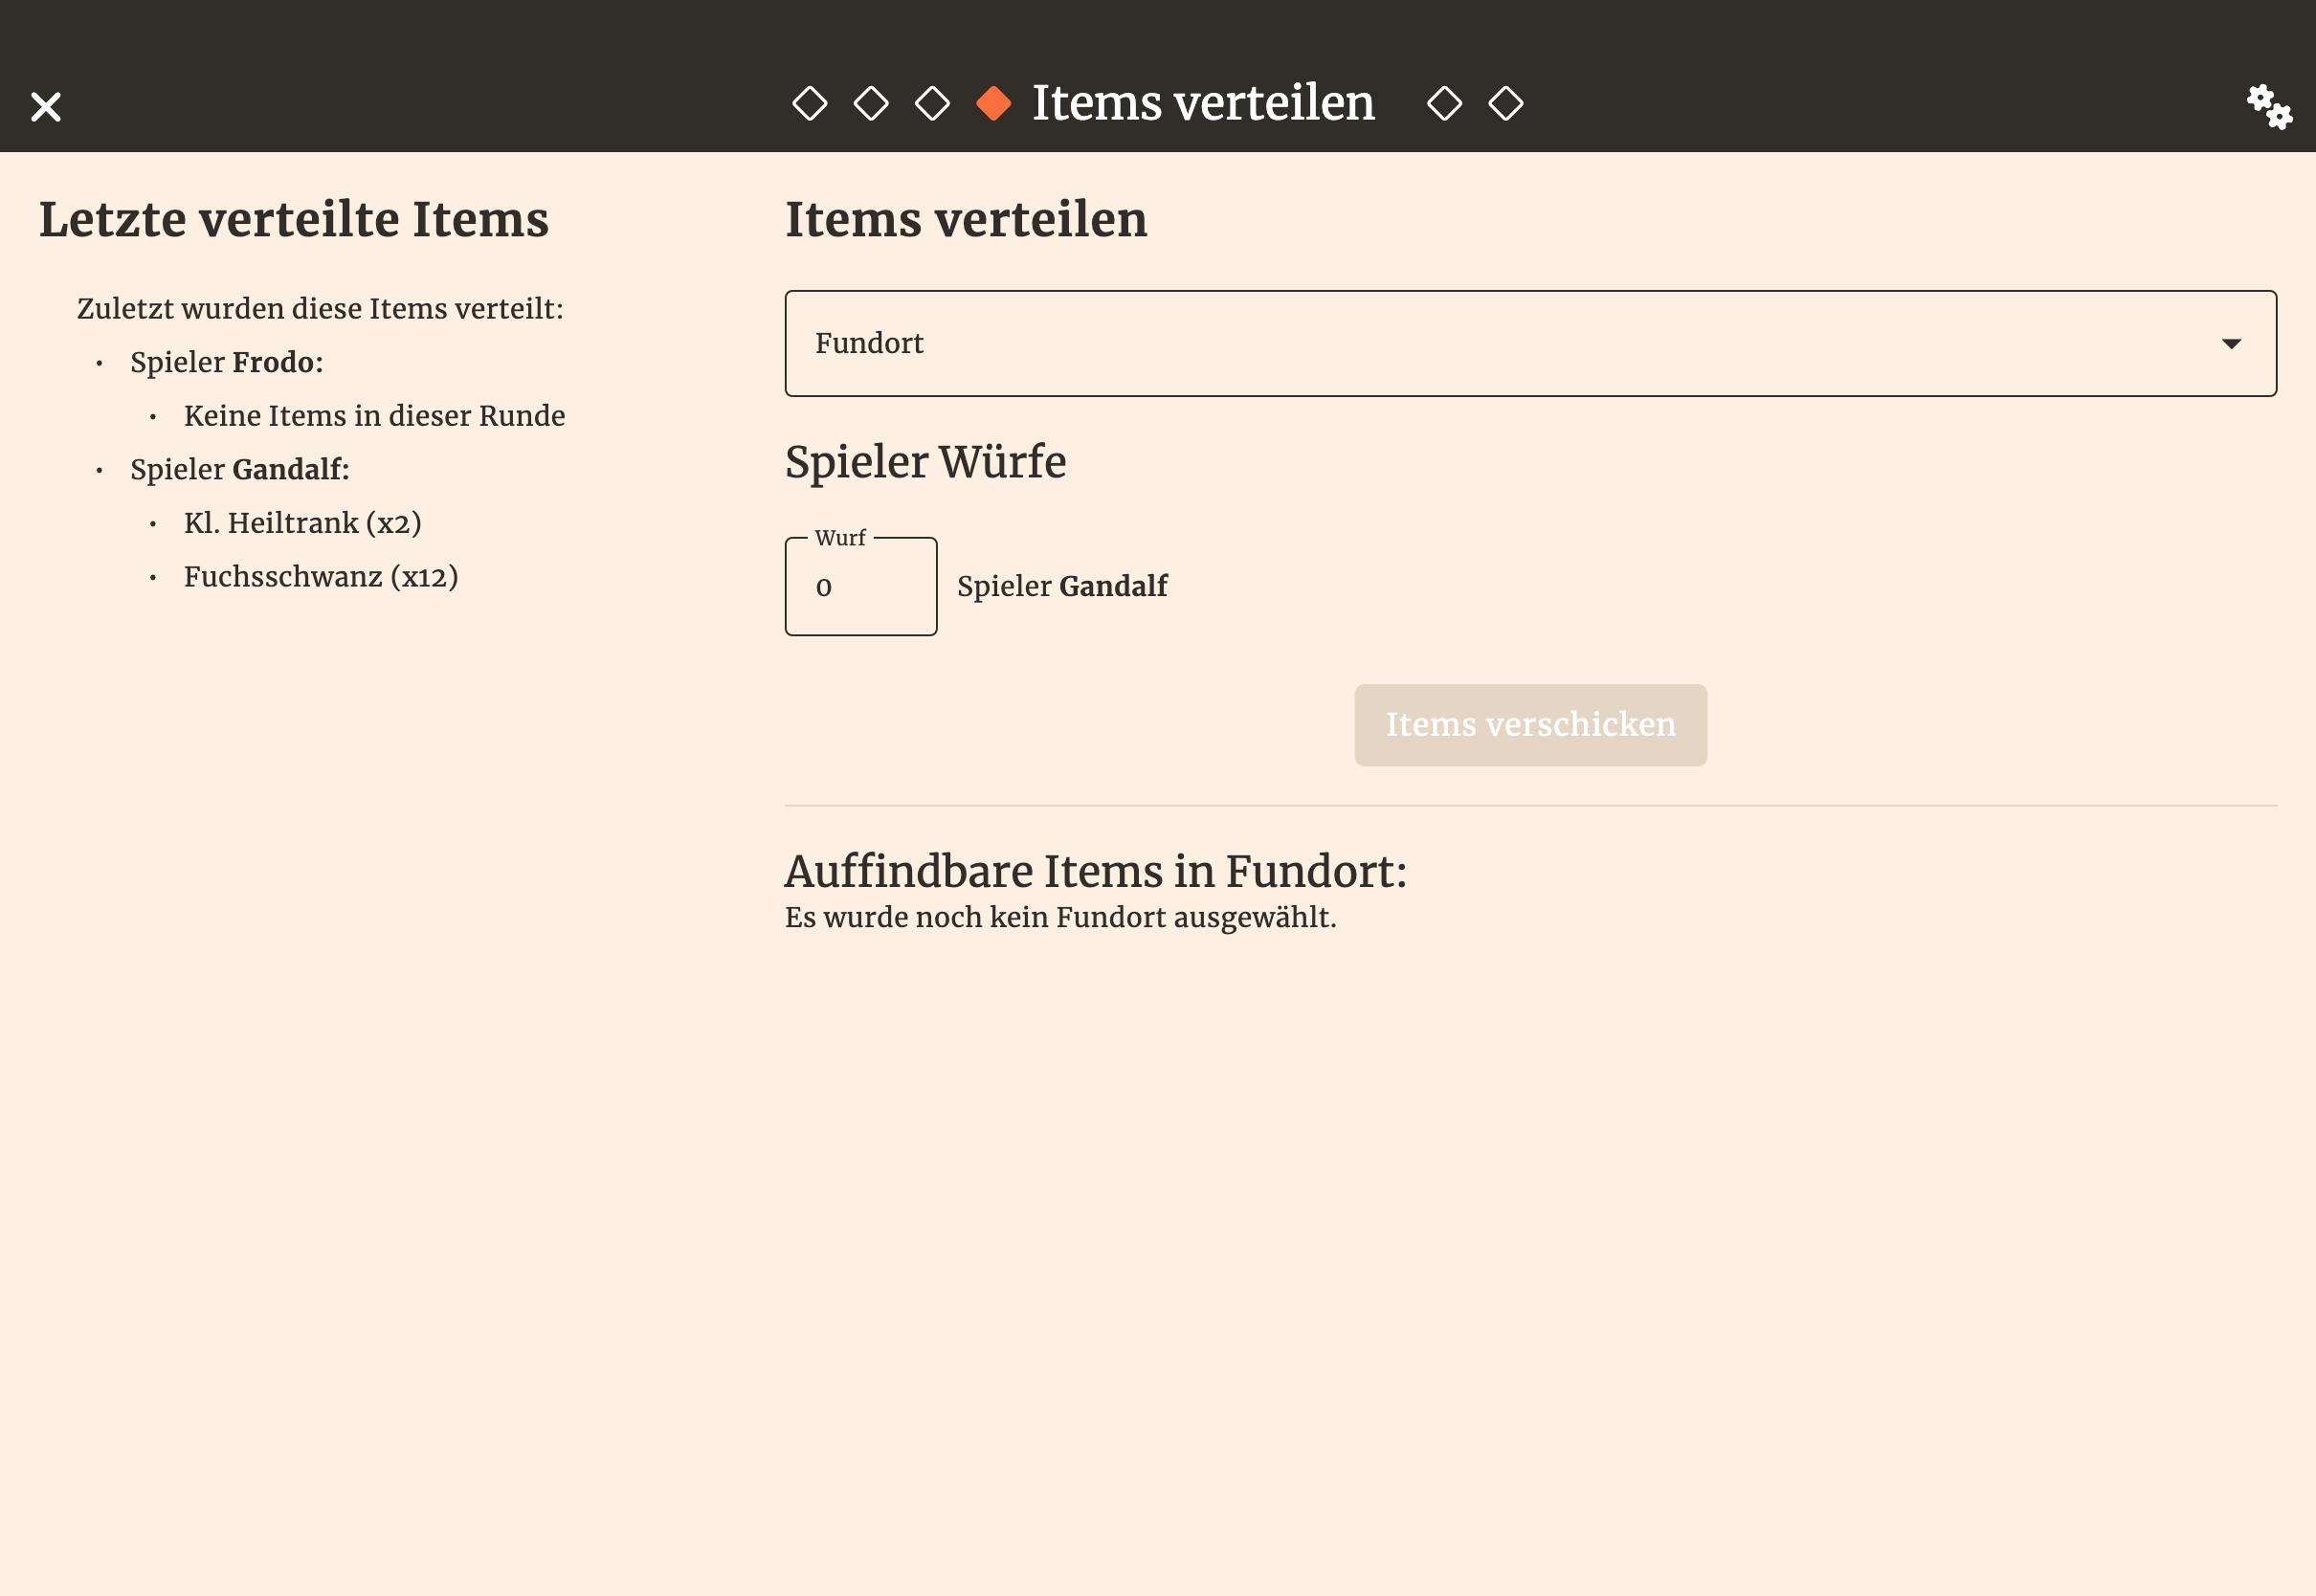 Items verteilen
Letzte verteilte Items
Zuletzt wurden diese Items verteilt:
• Spieler Frodo:
• Keine Items in dieser Runde
• Spieler Gandalf:
• Kl. Heiltrank (x2)
• Fuchsschwanz (x12)
Items verteilen
Fundort
Spieler Würfe
Wurf
0
Spieler Gandalf
Items verschicken
Auffindbare Items in Fundort:
Es wurde noch kein Fundort ausgewählt.